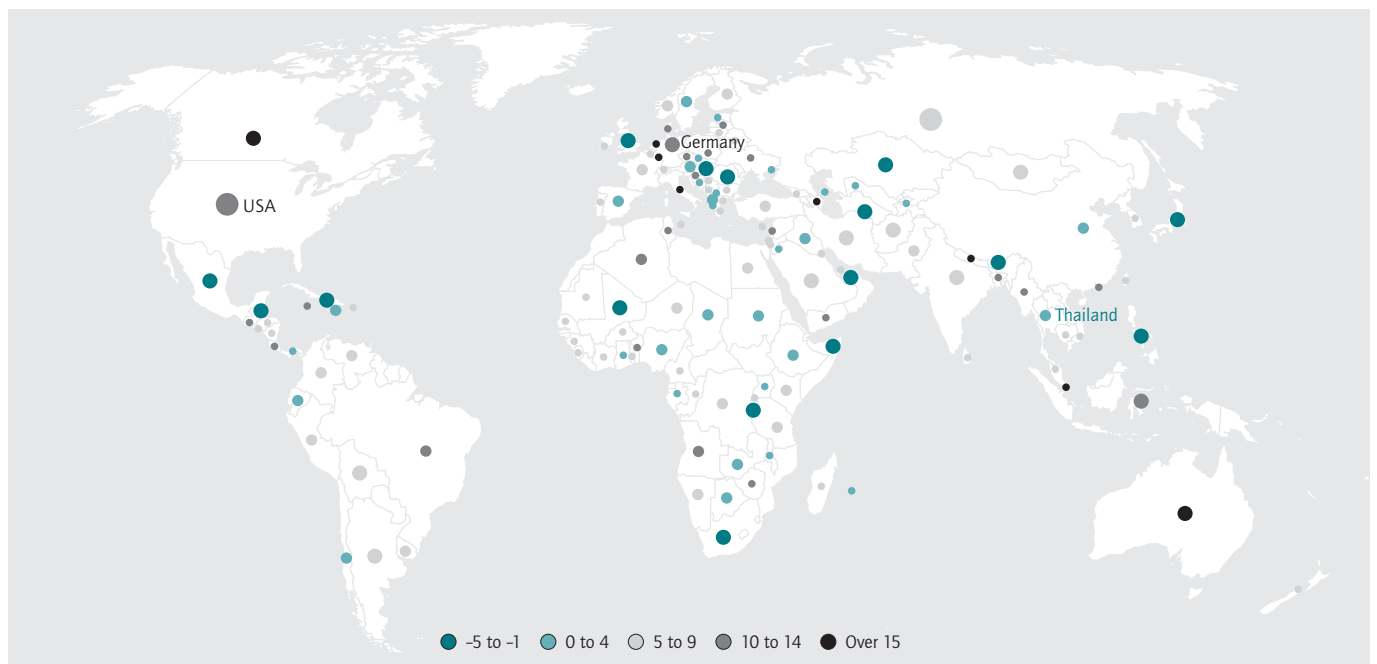 Germany
USA
Thailand
–5 to –1 0 to 4 5 to 9 10 to 14 Over 15